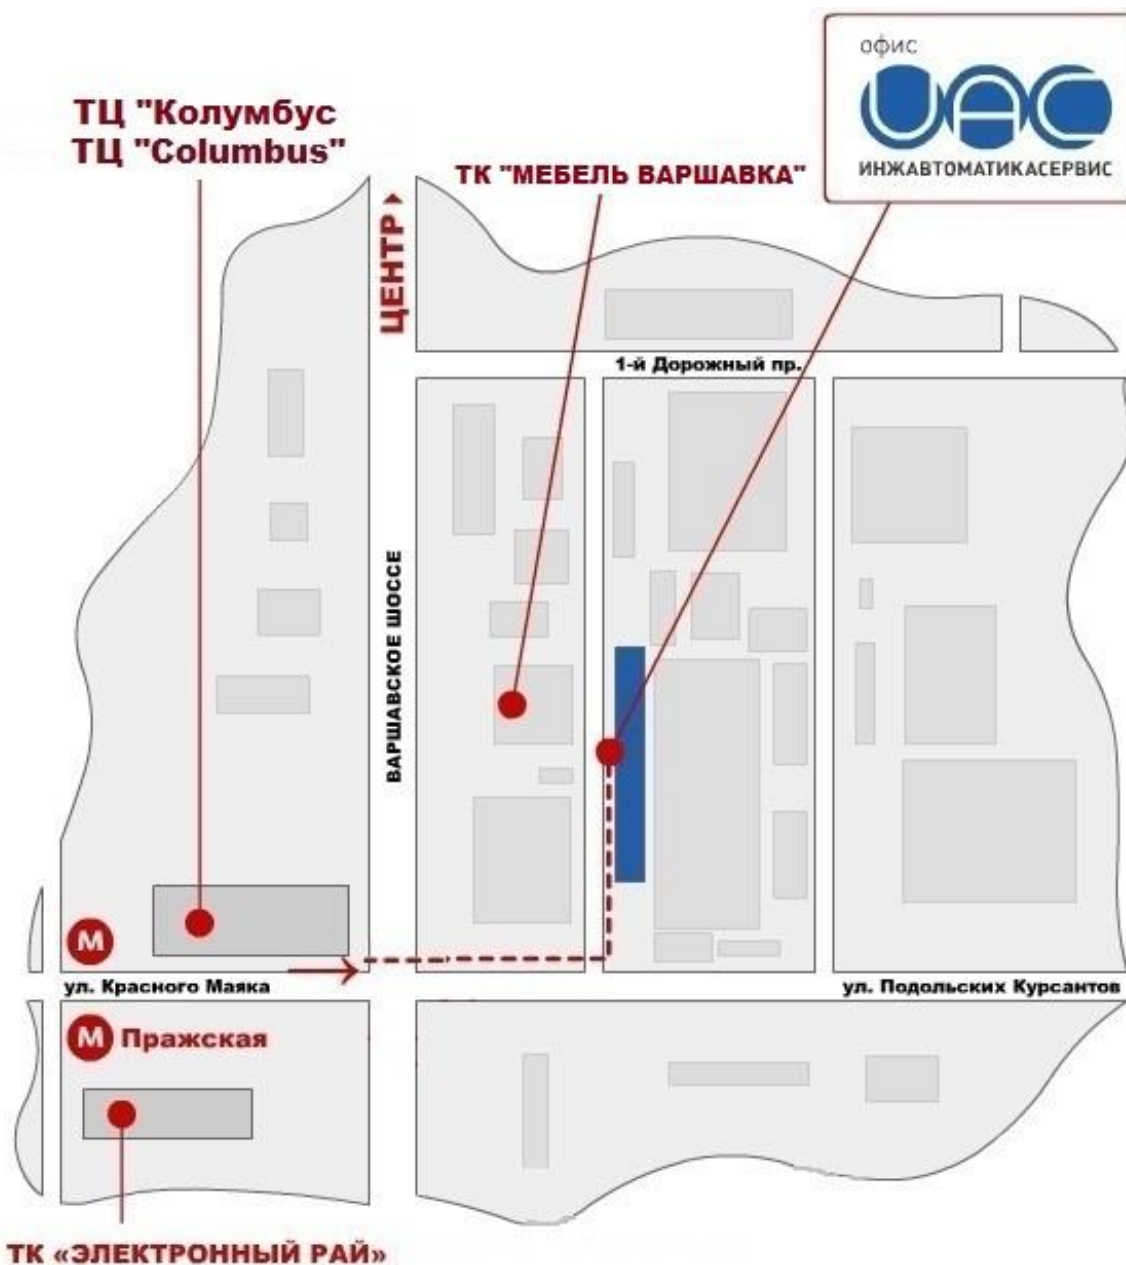 офис
UAC
ИНЖАВТОМАТИКАСЕРВИС
ТЦ "Колумбус
ТЦ "Columbus"
ТК "МЕБЕЛЬ ВАРШАВКА"
ЦЕНТР
1-й Дорожный пр.
ВАРШАВСКОЕ ШОССЕ
М
ул. Красного Маяка
ул. Подольских Курсантов
М Пражская
ТК «ЭЛЕКТРОННЫЙ РАЙ»